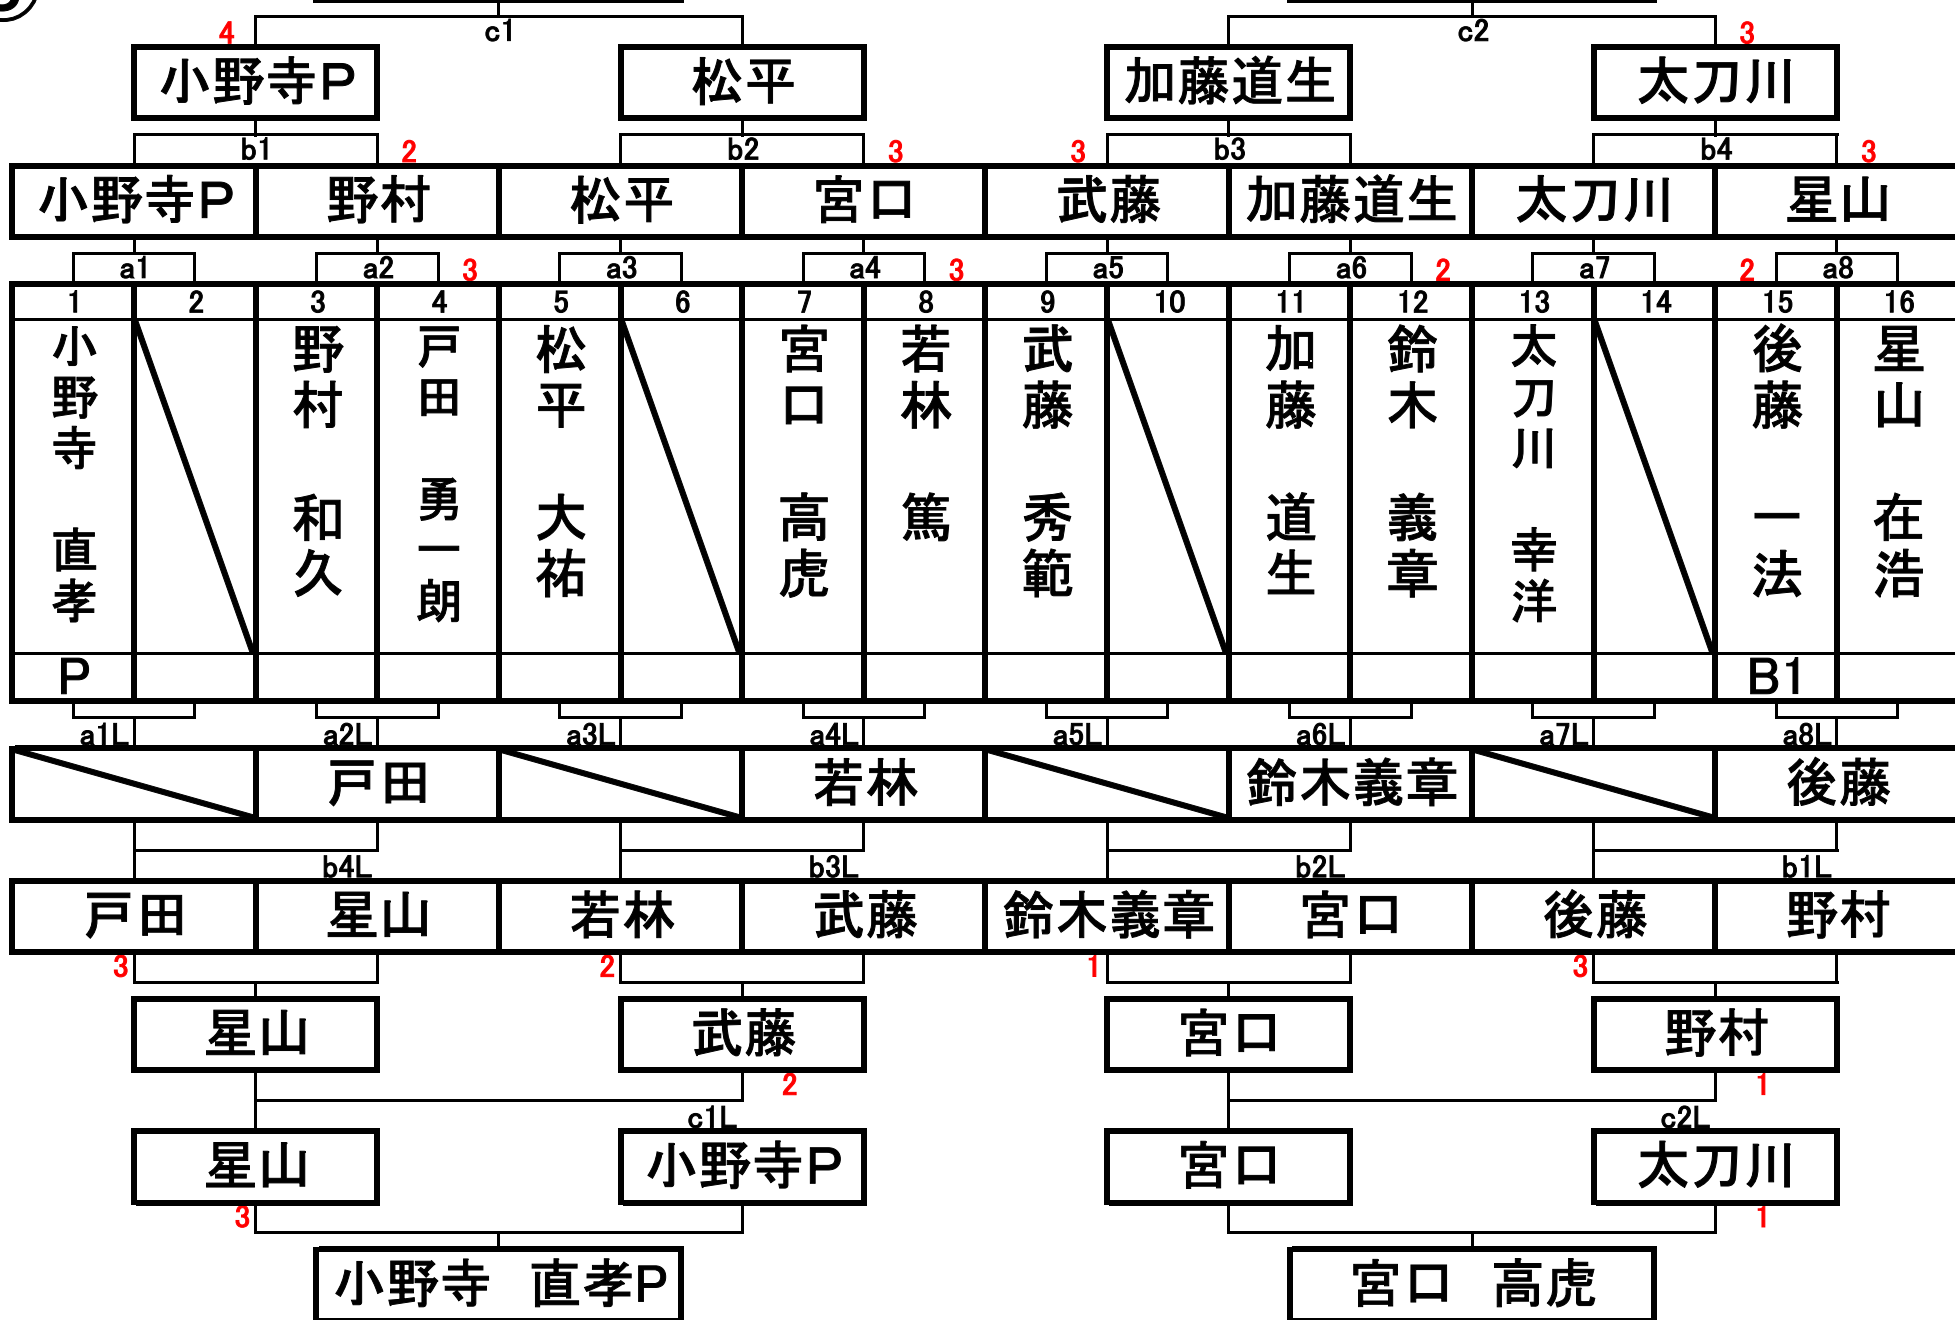 c1 c2
4 3
小野寺P 松平 加藤道生 太刀川
b1 2 b2 3 3 b3 b4 3
小野寺P 野村 松平 宮口 武藤 加藤道生 太刀川 星山
a1 a2 3 a3 a4 3 a5 a6 2 a7 2 a8
1 2 3 4 5 6 7 8 9 10 11 12 13 14 15 16
小野寺 直孝
野村 和久
戸田 勇一朗
松平 大祐
宮口 高虎
若林 篤
武藤 秀範
加藤 道生
鈴木 義章
太刀川 幸洋
後藤 一法
星山 在浩
P B1
a1L a2L a3L a4L a5L a6L a7L a8L
戸田 若林 鈴木義章 後藤
b4L b3L b2L b1L
戸田 星山 若林 武藤 鈴木義章 宮口 後藤 野村
3 2 1 3
星山 武藤 宮口 野村
2 1
c1L c2L
星山 小野寺P 宮口 太刀川
3 1
小野寺 直孝P 宮口 高虎